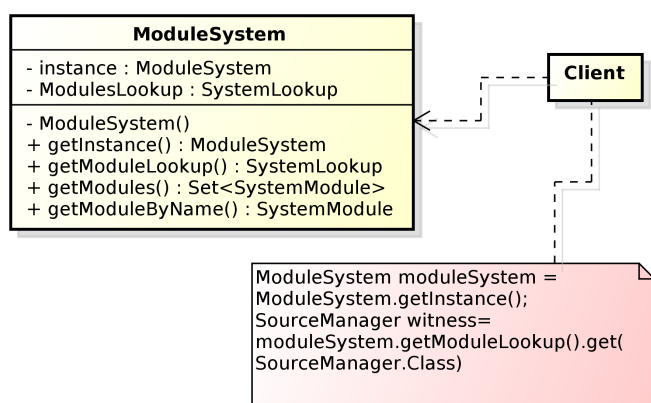 ModuleSystem
- instance : ModuleSystem
- ModulesLookup : SystemLookup
- ModuleSystem()
+ getInstance() : ModuleSystem
+ getModuleLookup() : SystemLookup
+ getModules() : Set<SystemModule>
+ getModuleByName() : SystemModule
Client
ModuleSystem moduleSystem =
ModuleSystem.getInstance();
SourceManager witness=
moduleSystem.getModuleLookup().get(
SourceManager.Class)